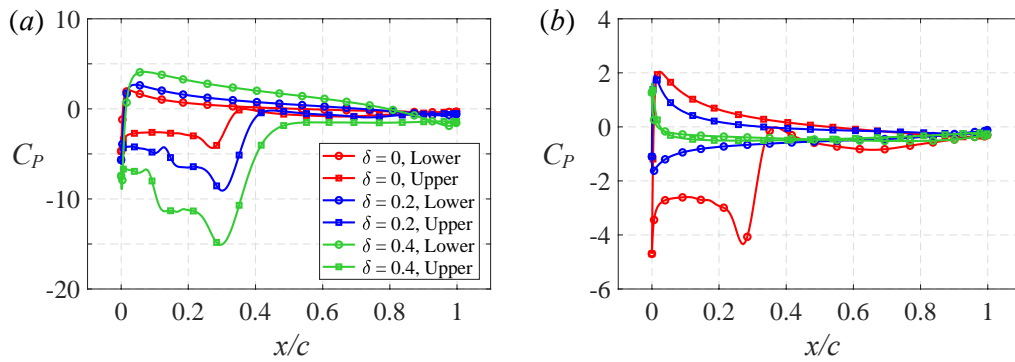 (a)
10
0
-10
-20
C_P
0 0.2 0.4 0.6 0.8 1
x/c
δ = 0, Lower
δ = 0, Upper
δ = 0.2, Lower
δ = 0.2, Upper
δ = 0.4, Lower
δ = 0.4, Upper
(b)
4
2
0
-2
-4
-6
C_P
0 0.2 0.4 0.6 0.8 1
x/c